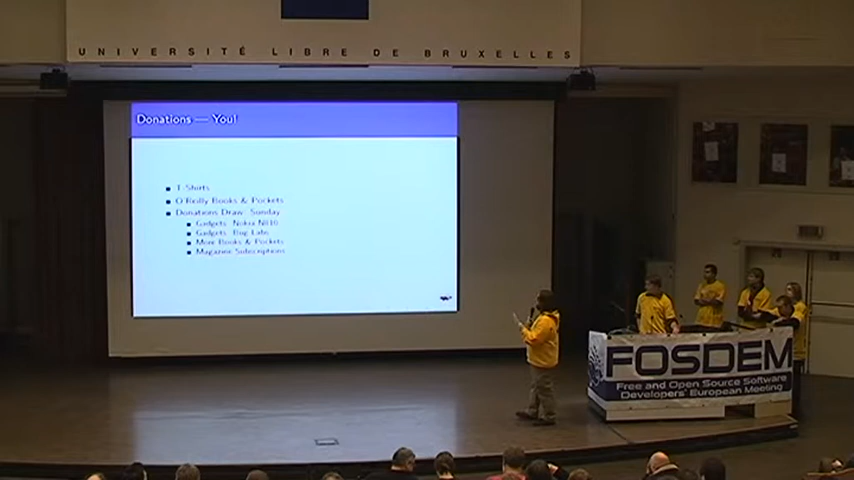 UNIVERSITÉ LIBRE DE BRUXELLES
Donations — You!
T-Shirts
O'Reilly Books & Pockets
Donations Draw: Sunday
Gadgets: Nokia N810
Gadgets: Bug Labs
More Books & Pockets
Magazine Subscriptions
FOSDEM
Free and Open Source Software
Developers' European Meeting